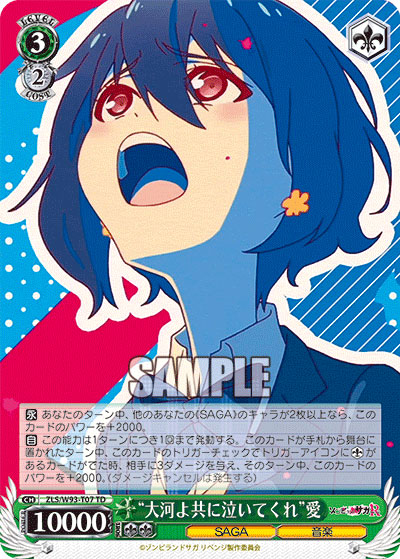 LEVEL
3
2
COST
SAMPLE
永 あなたのターン中、他のあなたの《SAGA》のキャラが2枚以上なら、このカードのパワーを＋2000。
自 この能力は1ターンにつき1回まで発動する。このカードが手札から舞台に置かれたターン中、このカードのトリガーチェックでトリガーアイコンに
があるカードがでた時、相手に3ダメージを与え、そのターン中、このカードのパワーを＋2000。（ダメージキャンセルは発生する）
CH ZLS/W93-T07 TD
10000
“大河よ共に泣いてくれ”愛
ゾンビランドサガR
SAGA
音楽
©ゾンビランドサガ リベンジ製作委員会